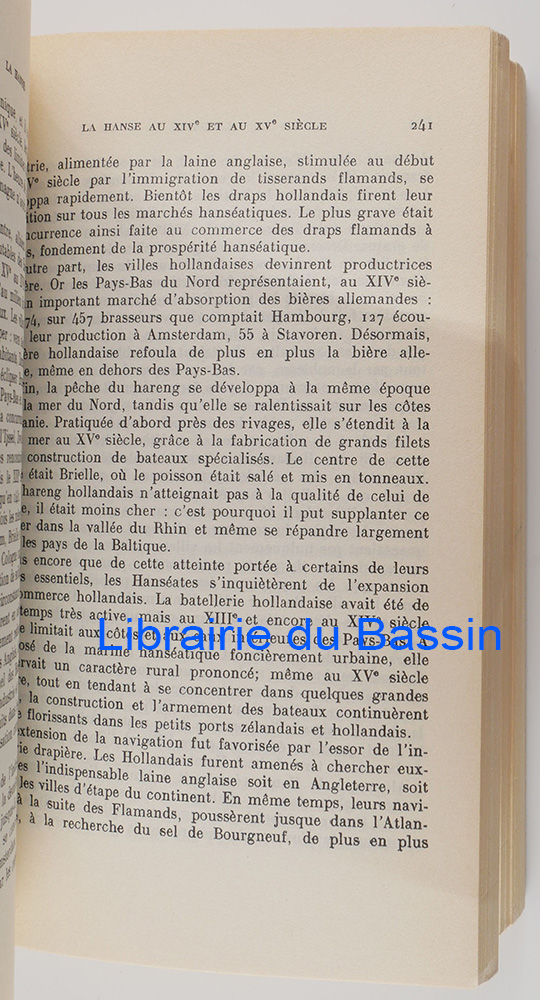 LA HANSE AU XIVe ET AU XVe SIÈCLE 241
trie, alimentée par la laine anglaise, stimulée au début
Ve siècle par l'immigration de tisserands flamands, se
oppa rapidement. Bientôt les draps hollandais firent leur
ition sur tous les marchés hanséatiques. Le plus grave était
ncurrence ainsi faite au commerce des draps flamands à
s, fondement de la prospérité hanséatique.
utre part, les villes hollandaises devinrent productrices
ère. Or les Pays-Bas du Nord représentaient, au XIVe siè-
n important marché d'absorption des bières allemandes :
74, sur 457 brasseurs que comptait Hambourg, 127 écou-
leur production à Amsterdam, 55 à Stavoren. Désormais,
ère hollandaise refoula de plus en plus la bière alle-
e, même en dehors des Pays-Bas.
in, la pêche du hareng se développa à la même époque
la mer du Nord, tandis qu'elle se ralentissait sur les côtes
anie. Pratiquée d'abord près des rivages, elle s'étendit à la
mer au XVe siècle, grâce à la fabrication de grands filets
construction de bateaux spécialisés. Le centre de cette
était Brielle, où le poisson était salé et mis en tonneaux.
hareng hollandais n'atteignait pas à la qualité de celui de
e, il était moins cher : c'est pourquoi il put supplanter ce
er dans la vallée du Rhin et même se répandre largement
les pays de la Baltique.
s encore que de cette atteinte portée à certains de leurs
s essentiels, les Hanséates s'inquiétèrent de l'expansion
ommerce hollandais. La batellerie hollandaise avait été de
temps très active, mais au XIIIe et encore au XIVe siècle
e limitait aux côtes et aux eaux intérieures des Pays-Bas. A
Librairie du Bassin
osé de la marine hanséatique foncièrement urbaine, elle
rvait un caractère rural prononcé; même au XVe siècle
re, tout en tendant à se concentrer dans quelques grandes
, la construction et l'armement des bateaux continuèrent
e florissants dans les petits ports zélandais et hollandais.
extension de la navigation fut favorisée par l'essor de l'in-
rie drapière. Les Hollandais furent amenés à chercher eux-
es l'indispensable laine anglaise soit en Angleterre, soit
les villes d'étape du continent. En même temps, leurs navi-
à la suite des Flamands, poussèrent jusque dans l'Atlan-
, à la recherche du sel de Bourgneuf, de plus en plus